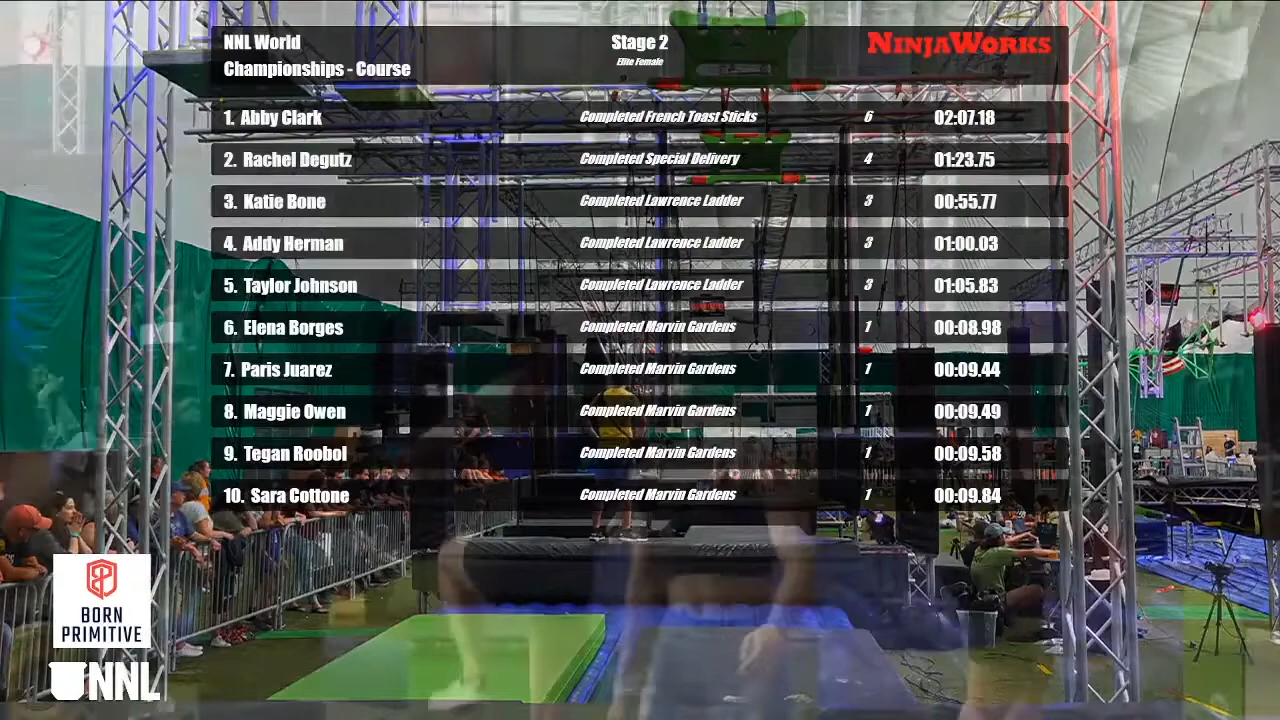 NNL World
Championships - Course
Stage 2
Elite Female
NINJAWORKS
1. Abby Clark Completed French Toast Sticks 6 02:07.18
2. Rachel Degutz Completed Special Delivery 4 01:23.75
3. Katie Bone Completed Lawrence Ladder 3 00:55.77
4. Addy Herman Completed Lawrence Ladder 3 01:00.03
5. Taylor Johnson Completed Lawrence Ladder 3 01:05.83
6. Elena Borges Completed Marvin Gardens 1 00:08.98
7. Paris Juarez Completed Marvin Gardens 1 00:09.44
8. Maggie Owen Completed Marvin Gardens 1 00:09.49
9. Tegan Roobol Completed Marvin Gardens 1 00:09.58
10. Sara Cottone Completed Marvin Gardens 1 00:09.84
BORN
PRIMITIVE
NNL